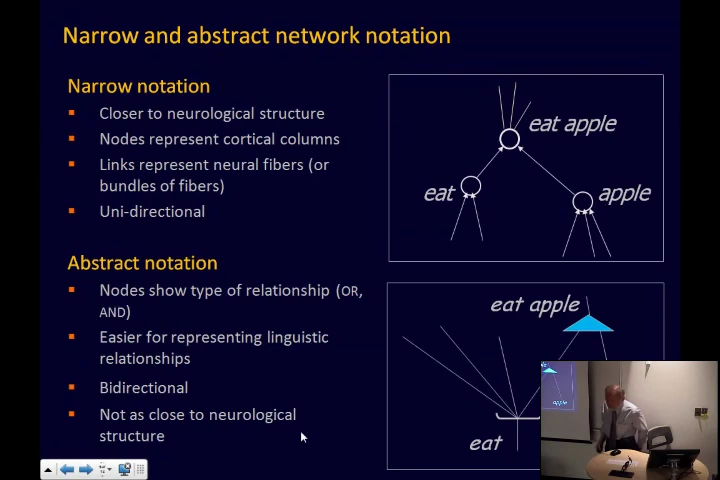 Narrow and abstract network notation
Narrow notation
Closer to neurological structure
Nodes represent cortical columns
Links represent neural fibers (or
bundles of fibers)
Uni-directional
Abstract notation
Nodes show type of relationship (OR,
AND)
Easier for representing linguistic
relationships
Bidirectional
Not as close to neurological
structure
eat apple
eat
apple
eat apple
eat
apple